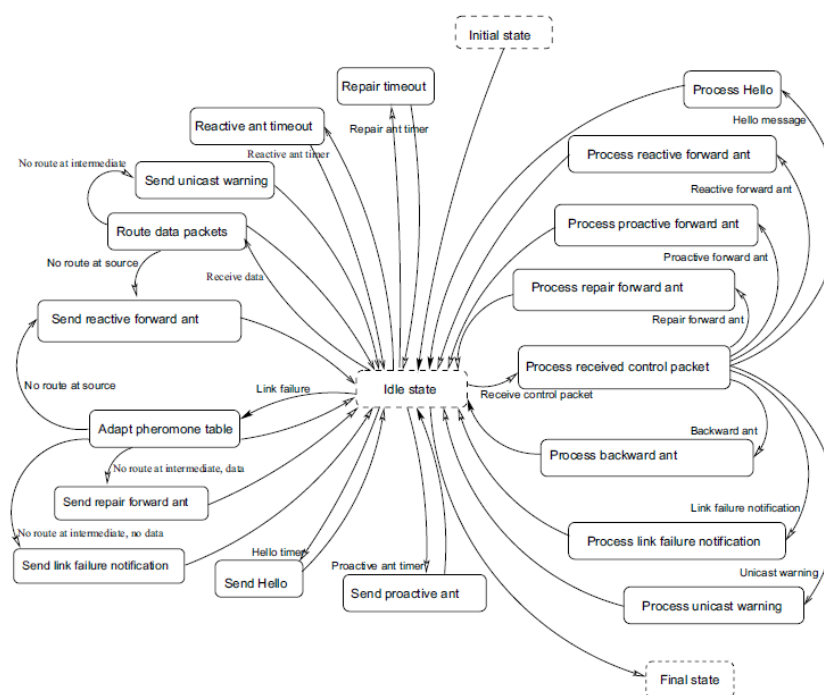 Initial state
Repair timeout
Process Hello
Reactive ant timeout
Repair ant timer
Hello message
No route at intermediate
Reactive ant timer
Process reactive forward ant
Send unicast warning
Reactive forward ant
Route data packets
Process proactive forward ant
No route at source
Receive data
Proactive forward ant
Process repair forward ant
Send reactive forward ant
Repair forward ant
Process received control packet
No route at source
Link failure
Idle state
Receive control packet
Adapt pheromone table
Backward ant
Process backward ant
No route at intermediate, data
Send repair forward ant
Link failure notification
No route at intermediate, no data
Process link failure notification
Hello timer
Send link failure notification
Proactive ant timer
Unicast warning
Send Hello
Send proactive ant
Process unicast warning
Final state